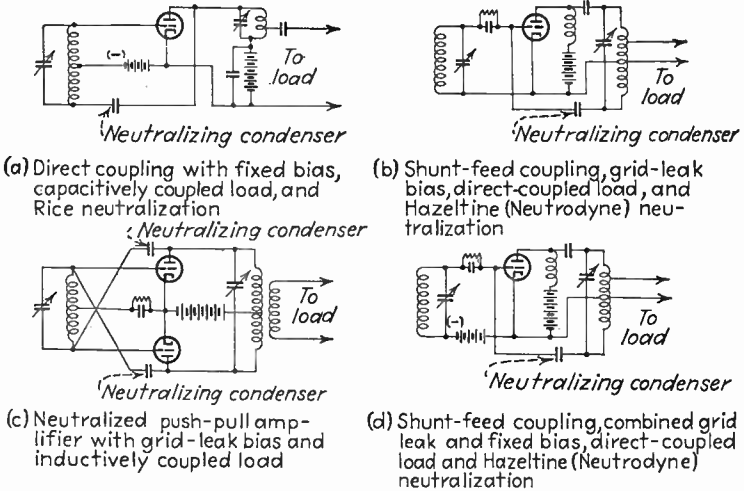 (-)
To
load
Neutralizing condenser
(a) Direct coupling with fixed bias,
capacitively coupled load, and
Rice neutralization
To
load
Neutralizing condenser
(b) Shunt-feed coupling, grid-leak
bias, direct-coupled load, and
Hazeltine (Neutrodyne) neu-
tralization
Neutralizing condenser
To
load
Neutralizing condenser
(c) Neutralized push-pull amp-
lifier with grid-leak bias and
inductively coupled load
(-)
To
load
Neutralizing condenser
(d) Shunt-feed coupling, combined grid
leak and fixed bias, direct-coupled
load and Hazeltine (Neutrodyne)
neutralization